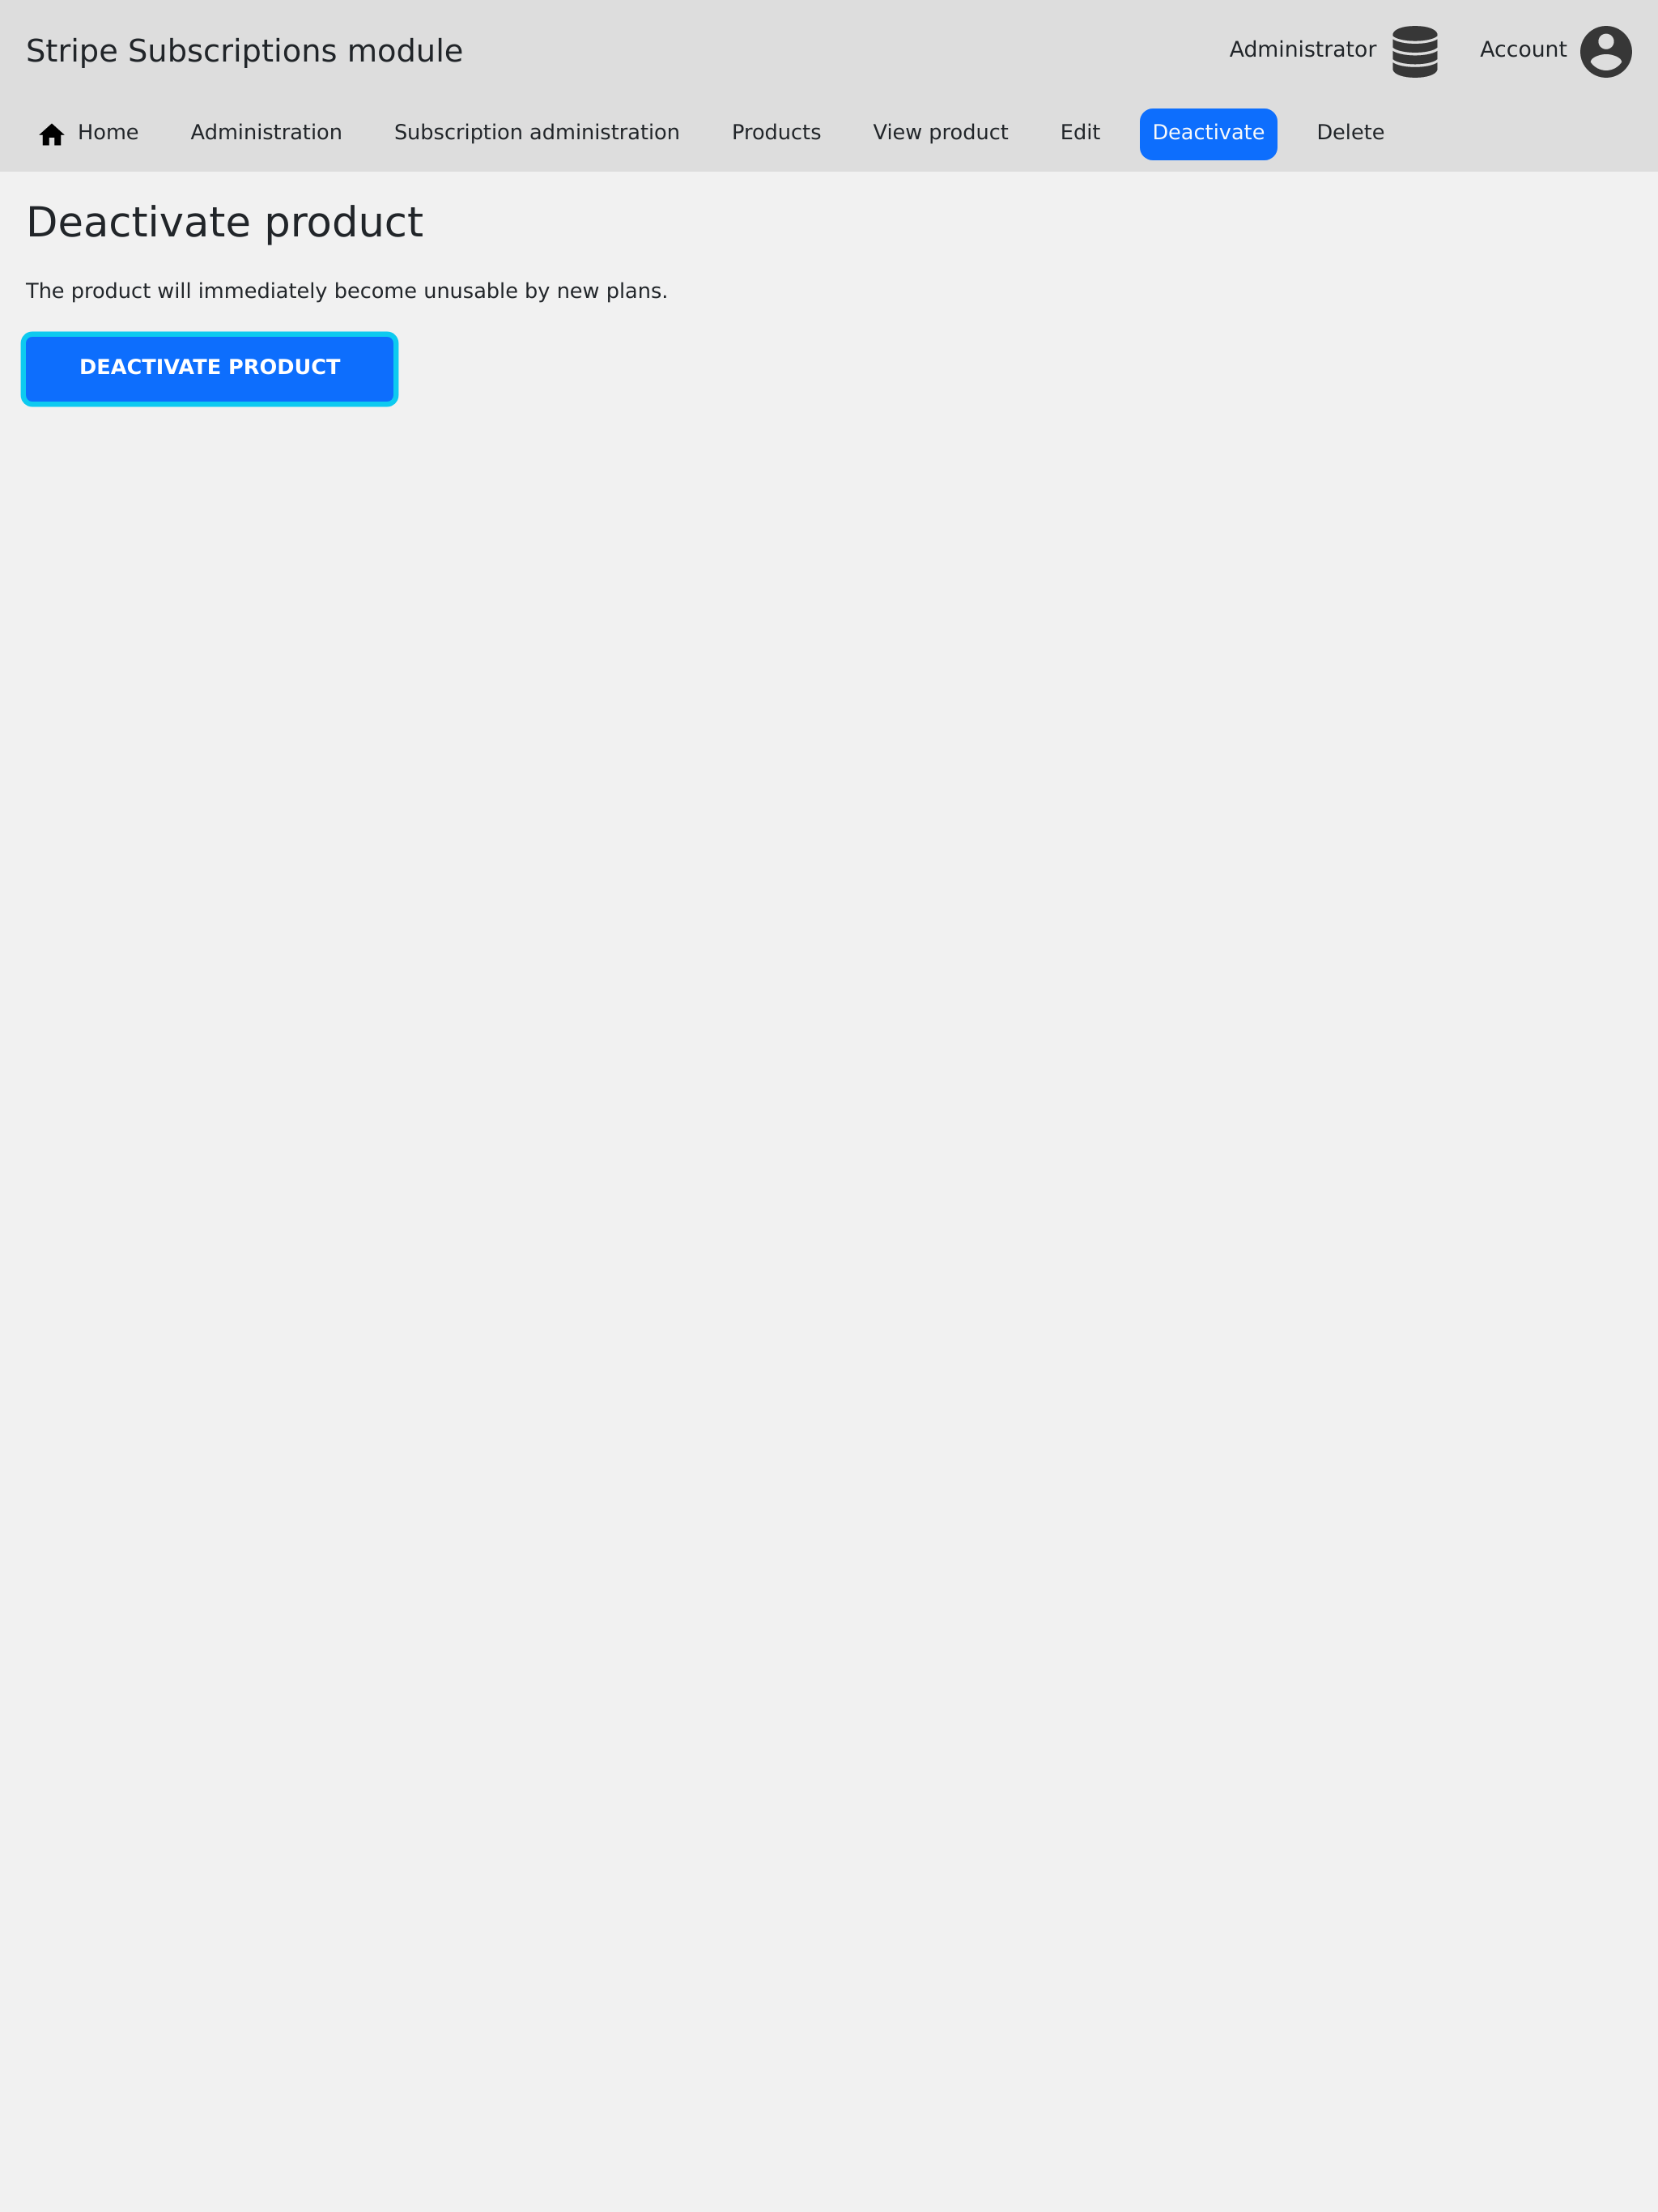 Stripe Subscriptions module
Administrator Account
Home Administration Subscription administration Products View product Edit Deactivate Delete
Deactivate product
The product will immediately become unusable by new plans.
DEACTIVATE PRODUCT